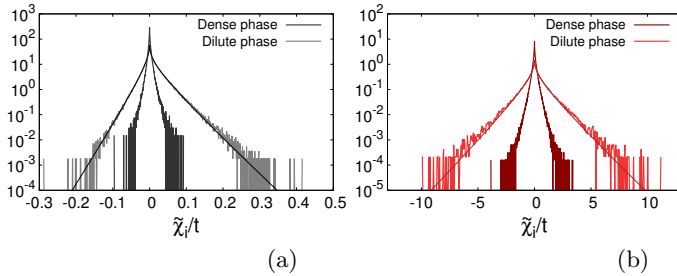 10^3
10^2
10^1
10^0
10^-1
10^-2
10^-3
10^-4
-0.3 -0.2 -0.1 0 0.1 0.2 0.3 0.4 0.5
Dense phase
Dilute phase
χ̃_i/t
(a)
10^2
10^1
10^0
10^-1
10^-2
10^-3
10^-4
10^-5
-10 -5 0 5 10
Dense phase
Dilute phase
χ̃_i/t
(b)